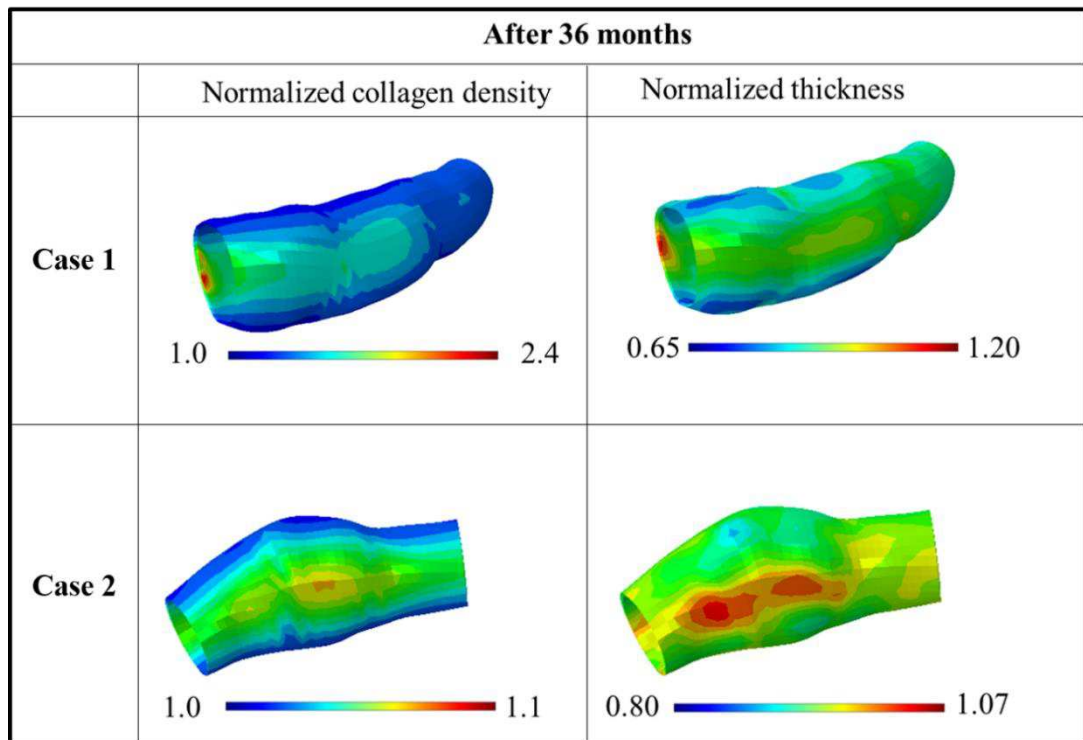 After 36 months
Normalized collagen density
Normalized thickness
Case 1
1.0
2.4
0.65
1.20
Case 2
1.0
1.1
0.80
1.07